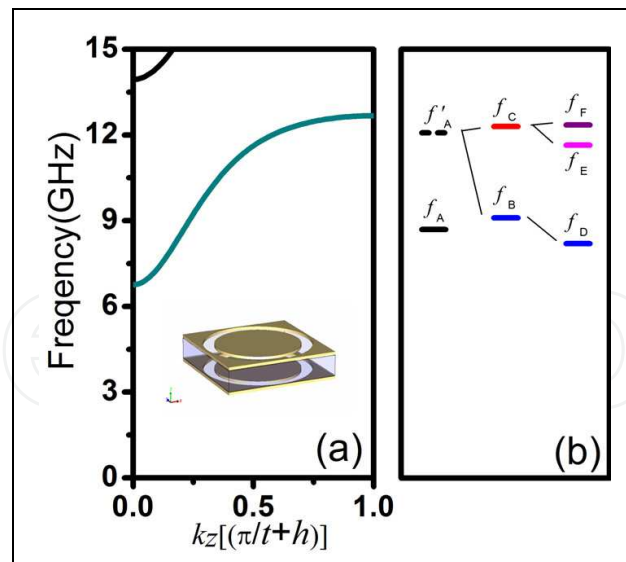 15
12
9
6
3
0
Freqency(GHz)
0.0 0.5 1.0
kz[(π/t+h)]
(a)
f'A
fA
fC
fB
fF
fE
fD
(b)